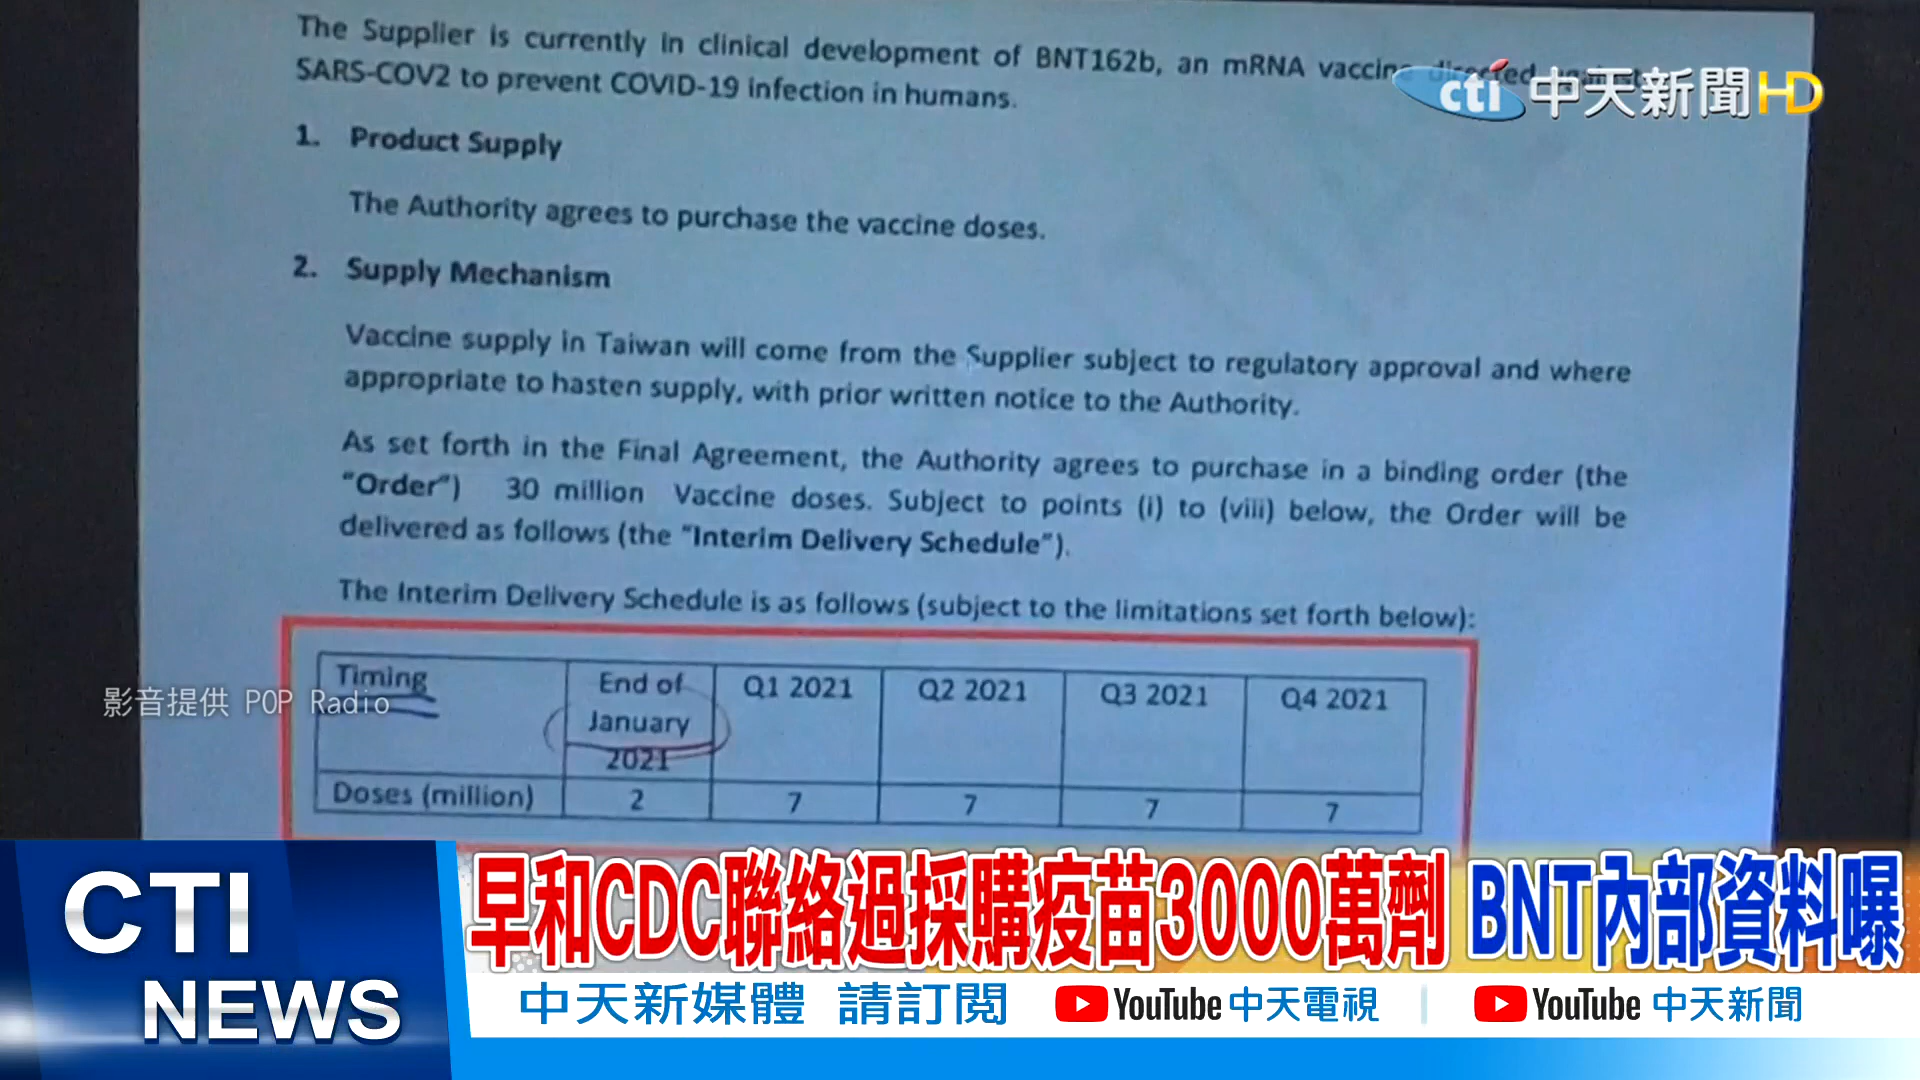 The Supplier is currently in clinical development of BNT162b, an mRNA vaccine directed
SARS-COV2 to prevent COVID-19 infection in humans.
cti 中天新聞HD
1. Product Supply
The Authority agrees to purchase the vaccine doses.
2. Supply Mechanism
Vaccine supply in Taiwan will come from the Supplier subject to regulatory approval and where
appropriate to hasten supply, with prior written notice to the Authority.
As set forth in the Final Agreement, the Authority agrees to purchase in a binding order (the
"Order") 30 million Vaccine doses. Subject to points (i) to (viii) below, the Order will be
delivered as follows (the "Interim Delivery Schedule").
The Interim Delivery Schedule is as follows (subject to the limitations set forth below):
Timing End of January 2021 Q1 2021 Q2 2021 Q3 2021 Q4 2021
Doses (million) 2 7 7 7 7
影音提供 POP Radio
CTI NEWS
早和CDC聯絡過採購疫苗3000萬劑 BNT內部資料曝
中天新媒體 請訂閱 YouTube 中天電視 | YouTube 中天新聞